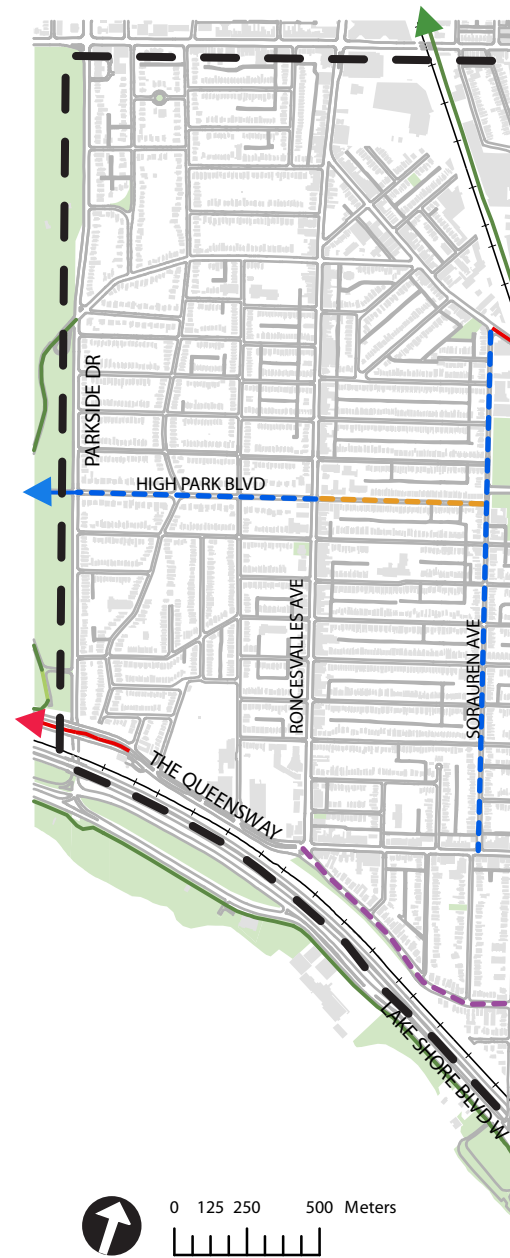 PARKSIDE DR
HIGH PARK BLVD
RONCESVALLES AVE
SORAUREN AVE
THE QUEENSWAY
LAKE SHORE BLVD W
0 125 250 500 Meters